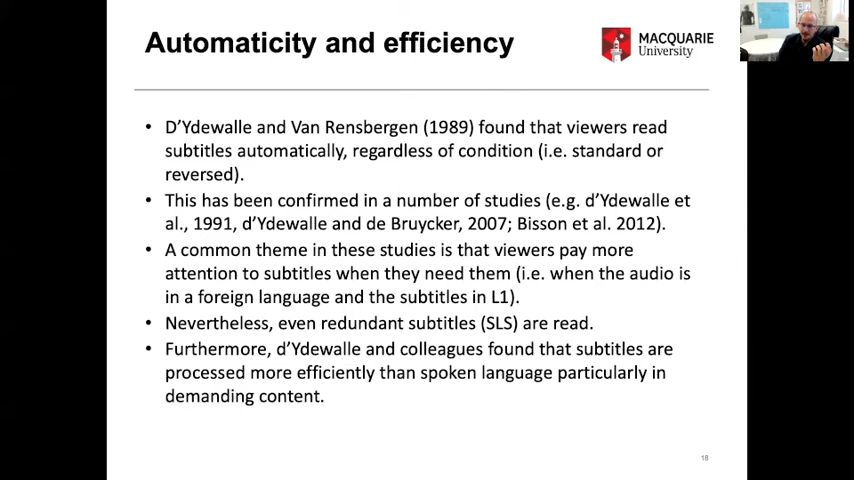 Automaticity and efficiency
MACQUARIE
University
• D'Ydewalle and Van Rensbergen (1989) found that viewers read
subtitles automatically, regardless of condition (i.e. standard or
reversed).
• This has been confirmed in a number of studies (e.g. d'Ydewalle et
al., 1991, d'Ydewalle and de Bruycker, 2007; Bisson et al. 2012).
• A common theme in these studies is that viewers pay more
attention to subtitles when they need them (i.e. when the audio is
in a foreign language and the subtitles in L1).
• Nevertheless, even redundant subtitles (SLS) are read.
• Furthermore, d'Ydewalle and colleagues found that subtitles are
processed more efficiently than spoken language particularly in
demanding content.
18